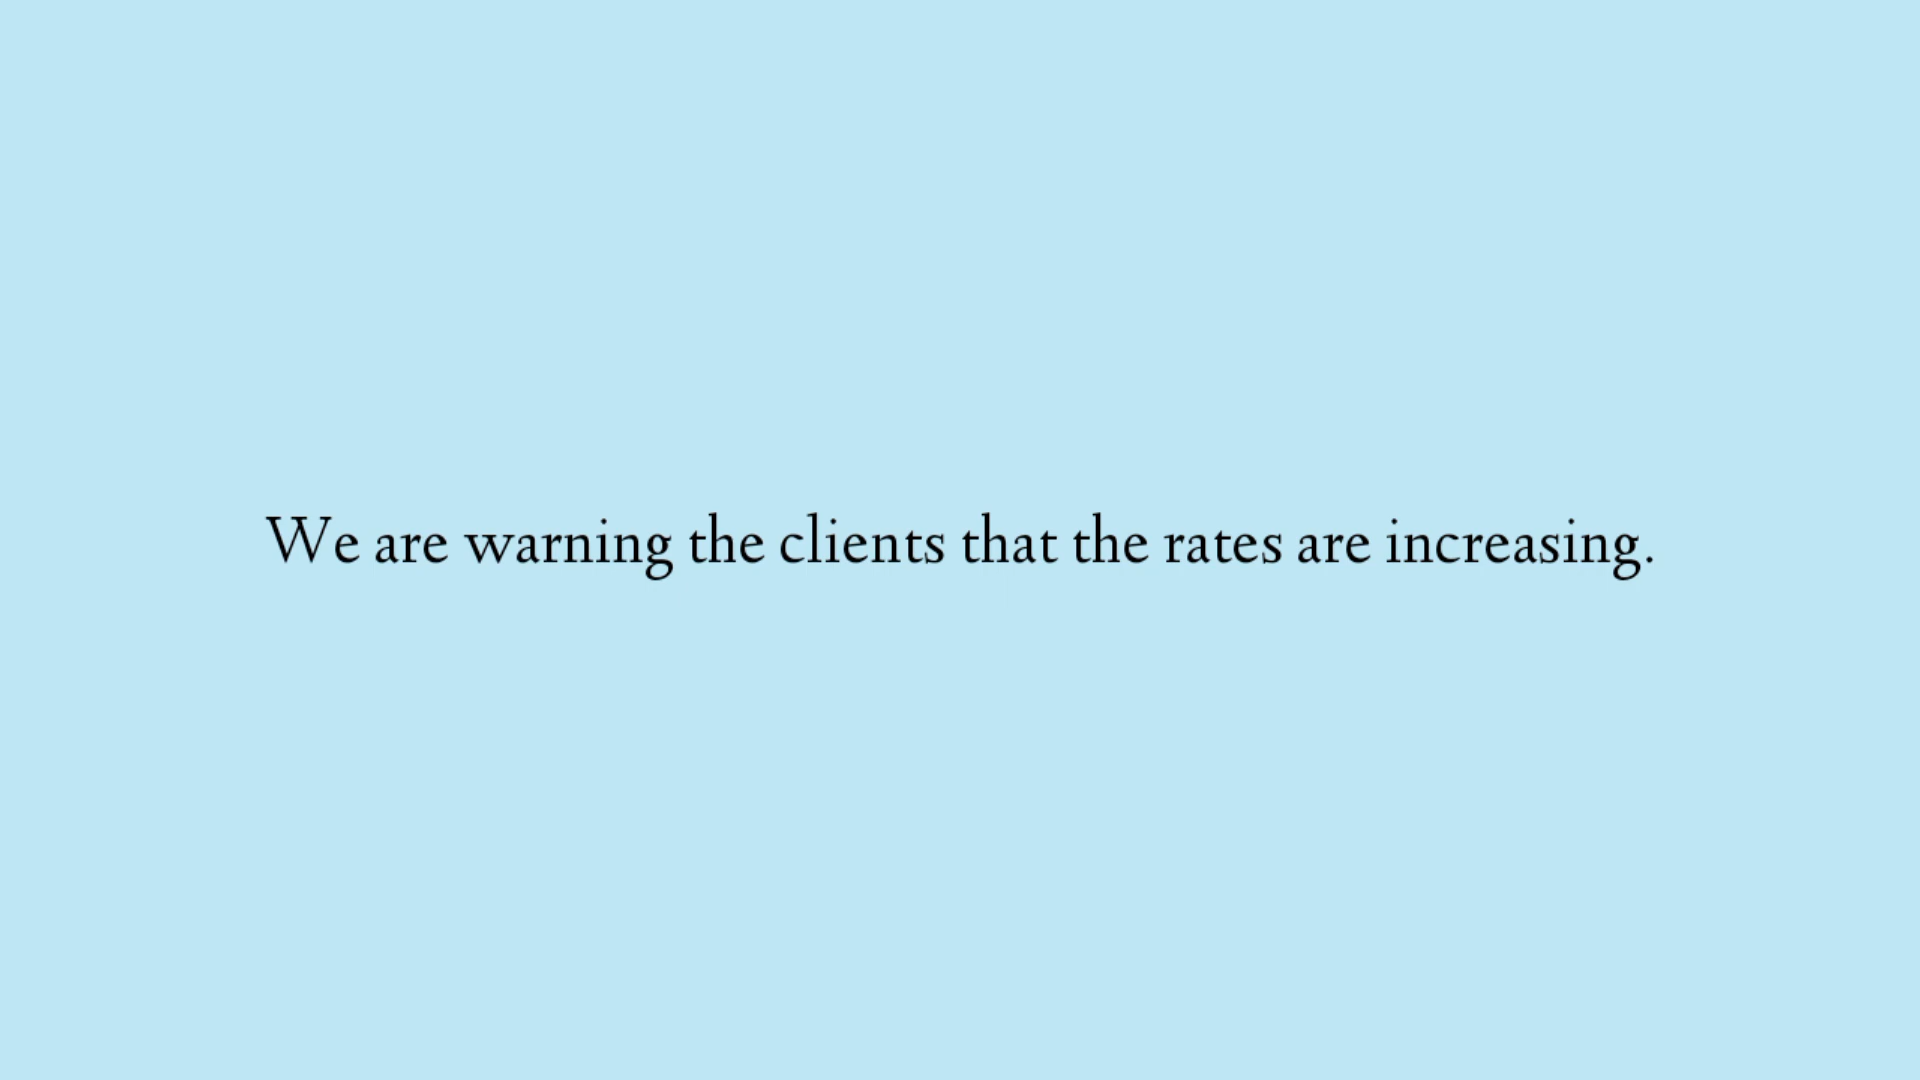 We are warning the clients that the rates are increasing.